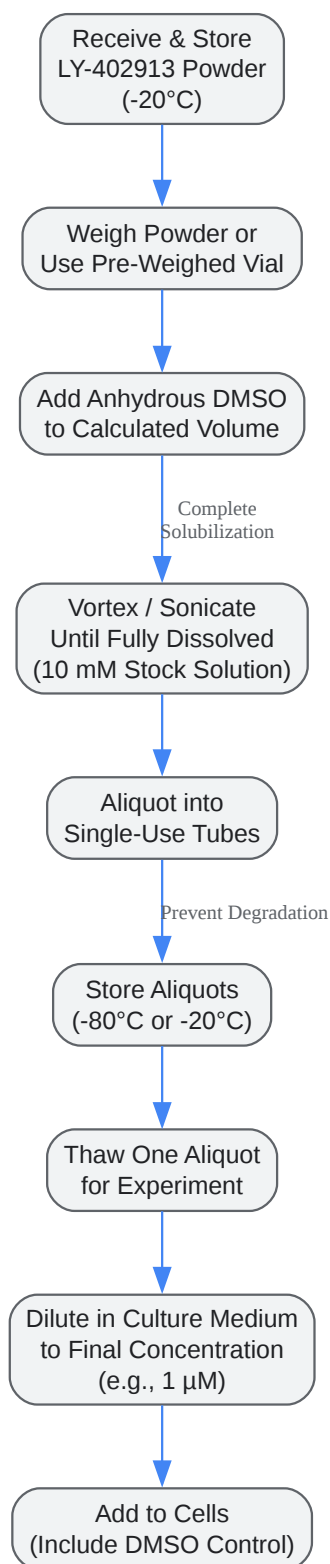 Receive & Store
LY-402913 Powder
(-20°C)
Weigh Powder or
Use Pre-Weighed Vial
Add Anhydrous DMSO
to Calculated Volume
Complete
Solubilization
Vortex / Sonicate
Until Fully Dissolved
(10 mM Stock Solution)
Aliquot into
Single-Use Tubes
Prevent Degradation
Store Aliquots
(-80°C or -20°C)
Thaw One Aliquot
for Experiment
Dilute in Culture Medium
to Final Concentration
(e.g., 1 µM)
Add to Cells
(Include DMSO Control)